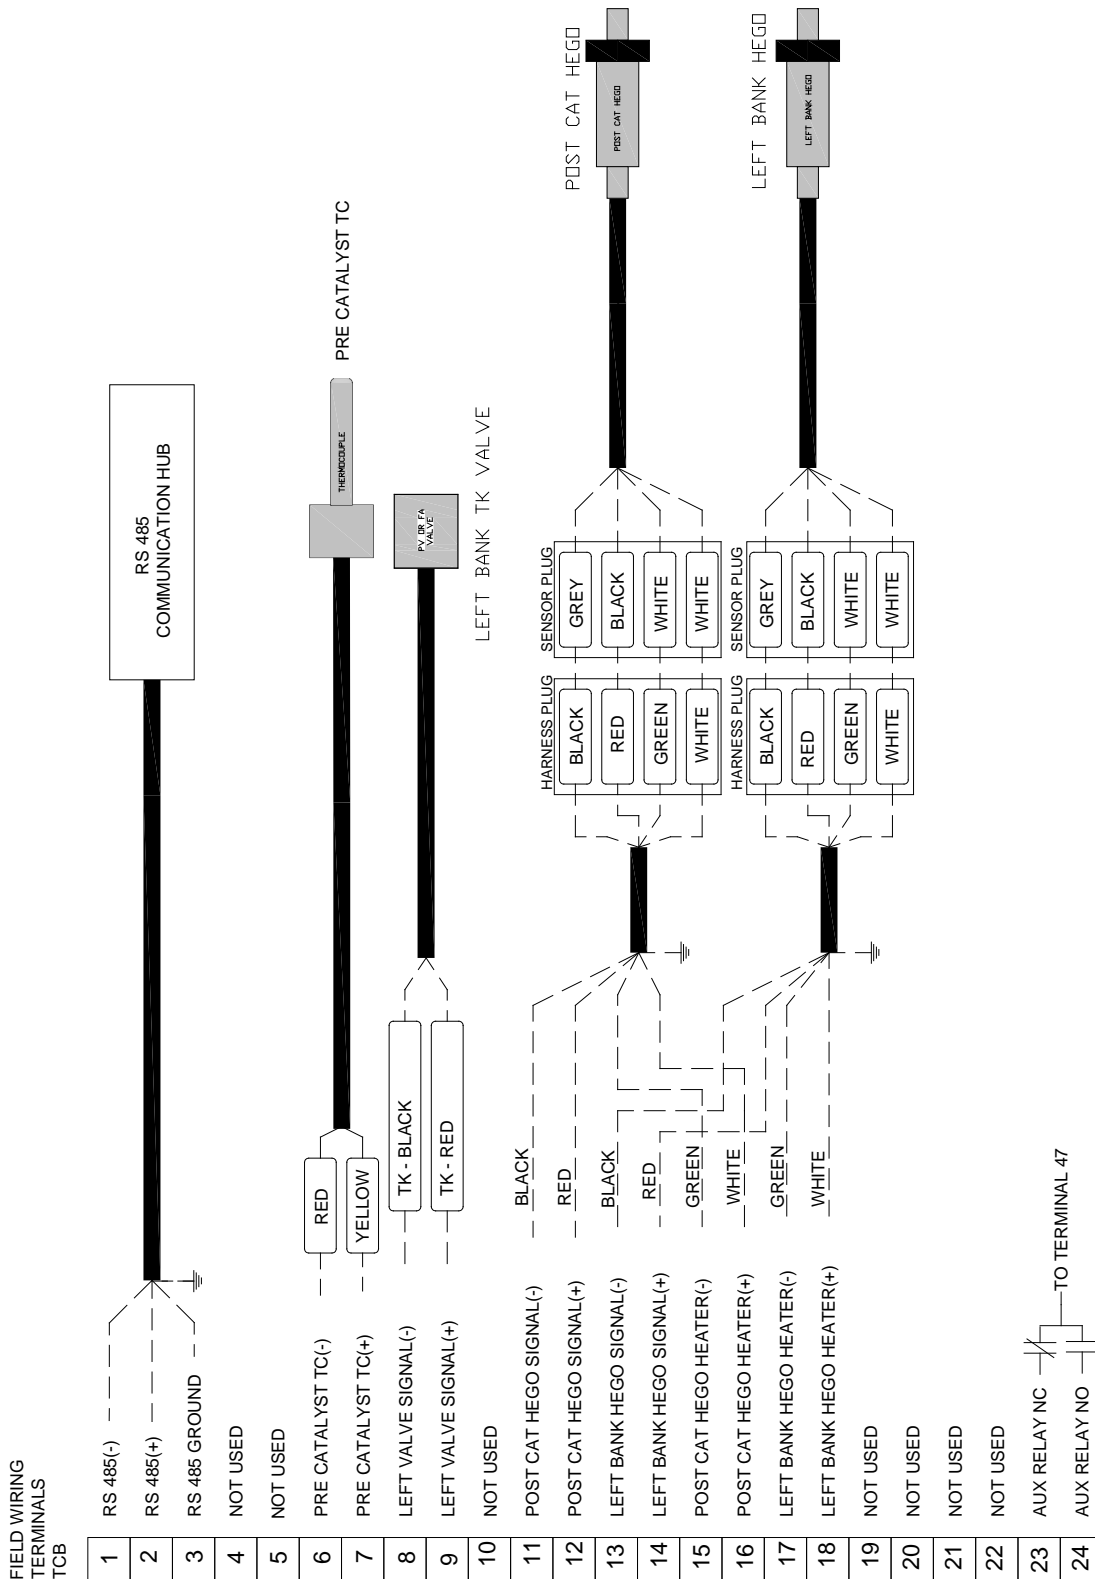 FIELD WIRING
TERMINALS
TCB
1 RS 485(-)
2 RS 485(+)
3 RS 485 GROUND
4 NOT USED
5 NOT USED
6 PRE CATALYST TC(-)
7 PRE CATALYST TC(+)
8 LEFT VALVE SIGNAL(-)
9 LEFT VALVE SIGNAL(+)
10 NOT USED
11 POST CAT HEGO SIGNAL(-)
12 POST CAT HEGO SIGNAL(+)
13 LEFT BANK HEGO SIGNAL(-)
14 LEFT BANK HEGO SIGNAL(+)
15 POST CAT HEGO HEATER(-)
16 POST CAT HEGO HEATER(+)
17 LEFT BANK HEGO HEATER(-)
18 LEFT BANK HEGO HEATER(+)
19 NOT USED
20 NOT USED
21 NOT USED
22 NOT USED
23 AUX RELAY NC
24 AUX RELAY NO
TO TERMINAL 47
RS 485
COMMUNICATION HUB
RED
YELLOW
THERMOCOUPLE
PRE CATALYST TC
TK - BLACK
TK - RED
PV OR FA
VALVE
LEFT BANK TK VALVE
BLACK
RED
BLACK
RED
GREEN
WHITE
GREEN
WHITE
HARNESS PLUG
BLACK
RED
GREEN
WHITE
SENSOR PLUG
GREY
BLACK
WHITE
WHITE
POST CAT HEGO
POST CAT HEGO
HARNESS PLUG
BLACK
RED
GREEN
WHITE
SENSOR PLUG
GREY
BLACK
WHITE
WHITE
LEFT BANK HEGO
LEFT BANK HEGO